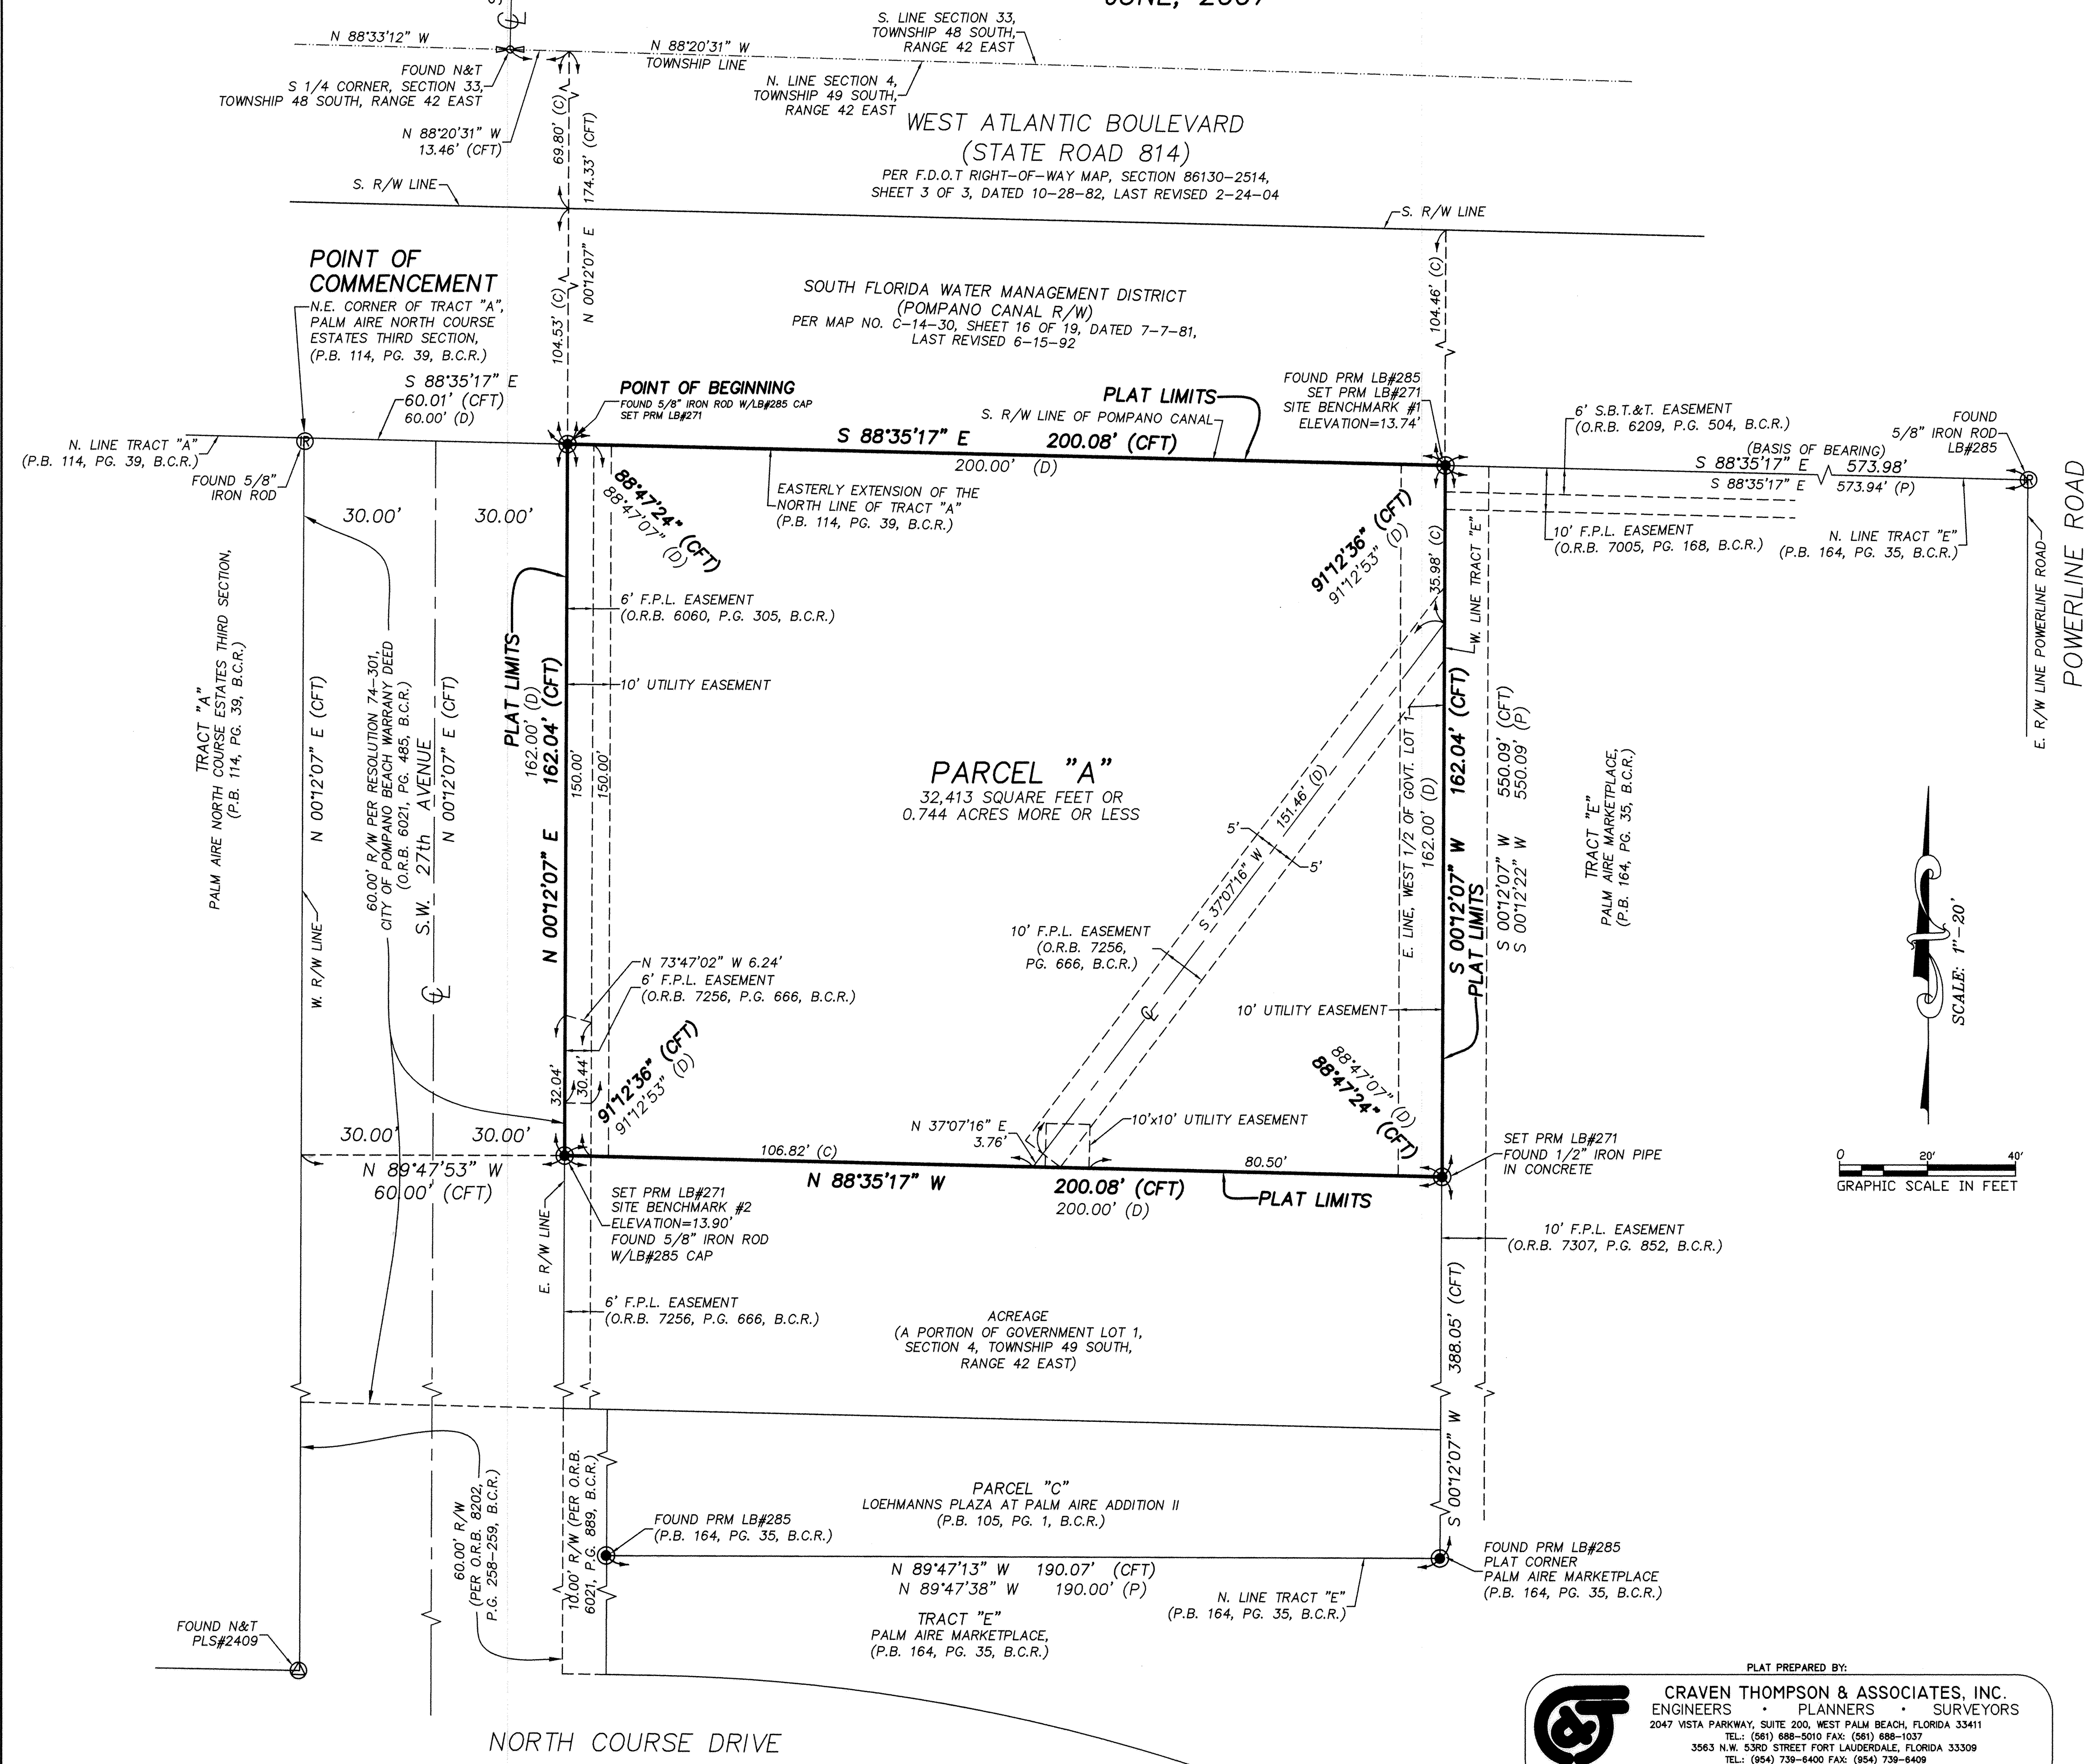 JUNE, 2007
N 88°33'12" W
S. LINE SECTION 33,
TOWNSHIP 48 SOUTH,
RANGE 42 EAST
N 88°20'31" W
TOWNSHIP LINE
FOUND N&T
S 1/4 CORNER, SECTION 33,
TOWNSHIP 48 SOUTH, RANGE 42 EAST
N. LINE SECTION 4,
TOWNSHIP 49 SOUTH,
RANGE 42 EAST
N 88°20'31" W
13.46' (CFT)
69.80' (C)
174.33' (CFT)
N 00°12'07" E
WEST ATLANTIC BOULEVARD
(STATE ROAD 814)
PER F.D.O.T RIGHT-OF-WAY MAP, SECTION 86130-2514,
SHEET 3 OF 3, DATED 10-28-82, LAST REVISED 2-24-04
S. R/W LINE
S. R/W LINE
POINT OF
COMMENCEMENT
N.E. CORNER OF TRACT "A",
PALM AIRE NORTH COURSE
ESTATES THIRD SECTION,
(P.B. 114, PG. 39, B.C.R.)
104.53' (C)
104.46' (C)
SOUTH FLORIDA WATER MANAGEMENT DISTRICT
(POMPANO CANAL R/W)
PER MAP NO. C-14-30, SHEET 16 OF 19, DATED 7-7-81,
LAST REVISED 6-15-92
S 88°35'17" E
60.01' (CFT)
60.00' (D)
POINT OF BEGINNING
FOUND 5/8" IRON ROD W/LB#285 CAP
SET PRM LB#271
PLAT LIMITS
S. R/W LINE OF POMPANO CANAL
FOUND PRM LB#285
SET PRM LB#271
SITE BENCHMARK #1
ELEVATION=13.74'
6' S.B.T.&T. EASEMENT
(O.R.B. 6209, P.G. 504, B.C.R.)
FOUND
5/8" IRON ROD
LB#285
N. LINE TRACT "A"
(P.B. 114, PG. 39, B.C.R.)
FOUND 5/8"
IRON ROD
S 88°35'17" E 200.08' (CFT)
200.00' (D)
(BASIS OF BEARING)
S 88°35'17" E 573.98'
S 88°35'17" E 573.94' (P)
EASTERLY EXTENSION OF THE
NORTH LINE OF TRACT "A"
(P.B. 114, PG. 39, B.C.R.)
10' F.P.L. EASEMENT
(O.R.B. 7005, PG. 168, B.C.R.)
N. LINE TRACT "E"
(P.B. 164, PG. 35, B.C.R.)
30.00'
30.00'
88°47'24" (CFT)
88°47'07" (D)
91°12'36" (CFT)
91°12'53" (D)
35.98' (C)
W. LINE TRACT "E"
E. R/W LINE POWERLINE ROAD
POWERLINE ROAD
TRACT "A"
PALM AIRE NORTH COURSE ESTATES THIRD SECTION,
(P.B. 114, PG. 39, B.C.R.)
N 00°12'07" E (CFT)
W. R/W LINE
60.00' R/W PER RESOLUTION 74-301,
CITY OF POMPANO BEACH WARRANTY DEED
(O.R.B. 6021, PG. 485, B.C.R.)
S.W. 27th AVENUE
N 00°12'07" E (CFT)
PLAT LIMITS
162.00' (D)
N 00°12'07" E 162.04' (CFT)
150.00'
150.00'
6' F.P.L. EASEMENT
(O.R.B. 6060, P.G. 305, B.C.R.)
10' UTILITY EASEMENT
PARCEL "A"
32,413 SQUARE FEET OR
0.744 ACRES MORE OR LESS
S 37°07'16" W 151.46' (D)
5'
5'
E. LINE, WEST 1/2 OF GOVT. LOT 1
162.00' (D)
S 00°12'07" W 162.04' (CFT)
PLAT LIMITS
S 00°12'07" W 550.09' (CFT)
S 00°12'22" W 550.09' (P)
TRACT "E"
PALM AIRE MARKETPLACE,
(P.B. 164, PG. 35, B.C.R.)
SCALE: 1"-20'
10' F.P.L. EASEMENT
(O.R.B. 7256,
PG. 666, B.C.R.)
N 73°47'02" W 6.24'
6' F.P.L. EASEMENT
(O.R.B. 7256, P.G. 666, B.C.R.)
10' UTILITY EASEMENT
32.04'
30.44'
91°12'36" (CFT)
91°12'53" (D)
88°47'07" (D)
88°47'24" (CFT)
N 37°07'16" E
3.76'
10'x10' UTILITY EASEMENT
30.00'
30.00'
N 89°47'53" W
60.00' (CFT)
106.82' (C)
80.50'
N 88°35'17" W 200.08' (CFT)
200.00' (D)
PLAT LIMITS
SET PRM LB#271
FOUND 1/2" IRON PIPE
IN CONCRETE
0 20' 40'
GRAPHIC SCALE IN FEET
SET PRM LB#271
SITE BENCHMARK #2
ELEVATION=13.90'
FOUND 5/8" IRON ROD
W/LB#285 CAP
E. R/W LINE
10' F.P.L. EASEMENT
(O.R.B. 7307, P.G. 852, B.C.R.)
6' F.P.L. EASEMENT
(O.R.B. 7256, P.G. 666, B.C.R.)
ACREAGE
(A PORTION OF GOVERNMENT LOT 1,
SECTION 4, TOWNSHIP 49 SOUTH,
RANGE 42 EAST)
S 00°12'07" W 388.05' (CFT)
60.00' R/W
(PER O.R.B. 8202,
P.G. 258-259, B.C.R.)
10.00' R/W (PER O.R.B.
6021, P.G. 889, B.C.R.)
PARCEL "C"
LOEHMANNS PLAZA AT PALM AIRE ADDITION II
(P.B. 105, PG. 1, B.C.R.)
FOUND PRM LB#285
(P.B. 164, PG. 35, B.C.R.)
N 89°47'13" W 190.07' (CFT)
N 89°47'38" W 190.00' (P)
N. LINE TRACT "E"
(P.B. 164, PG. 35, B.C.R.)
FOUND PRM LB#285
PLAT CORNER
PALM AIRE MARKETPLACE
(P.B. 164, PG. 35, B.C.R.)
TRACT "E"
PALM AIRE MARKETPLACE,
(P.B. 164, PG. 35, B.C.R.)
FOUND N&T
PLS#2409
NORTH COURSE DRIVE
PLAT PREPARED BY:
CRAVEN THOMPSON & ASSOCIATES, INC.
ENGINEERS • PLANNERS • SURVEYORS
2047 VISTA PARKWAY, SUITE 200, WEST PALM BEACH, FLORIDA 33411
TEL.: (561) 688-5010 FAX: (561) 688-1037
3563 N.W. 53RD STREET FORT LAUDERDALE, FLORIDA 33309
TEL.: (954) 739-6400 FAX: (954) 739-6409